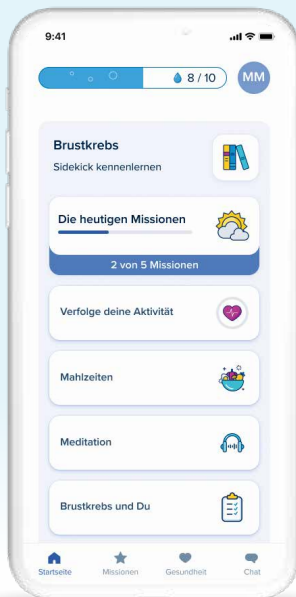 9:41
8 / 10
MM
Brustkrebs
Sidekick kennenlernen
Die heutigen Missionen
2 von 5 Missionen
Verfolge deine Aktivität
Mahlzeiten
Meditation
Brustkrebs und Du
Startseite Missionen Gesundheit Chat